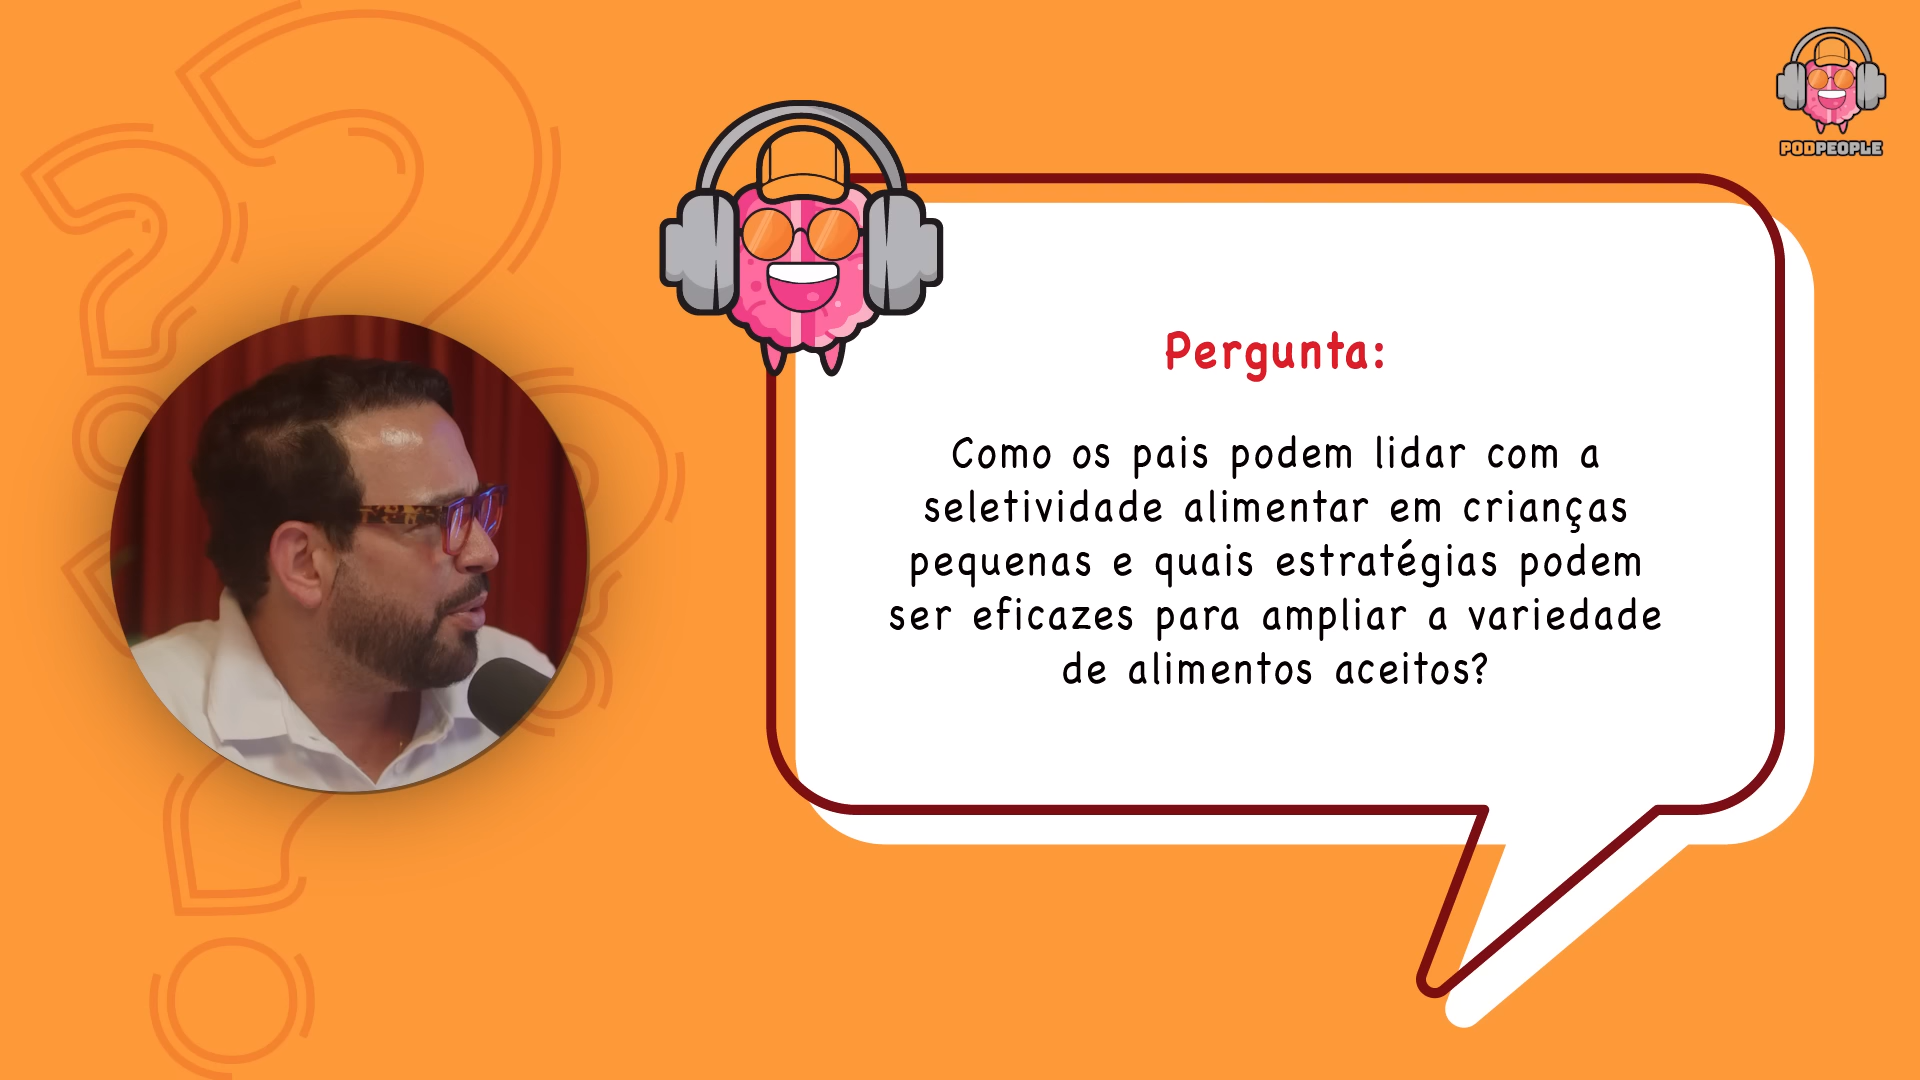 PODPEOPLE
Pergunta:
Como os pais podem lidar com a
seletividade alimentar em crianças
pequenas e quais estratégias podem
ser eficazes para ampliar a variedade
de alimentos aceitos?